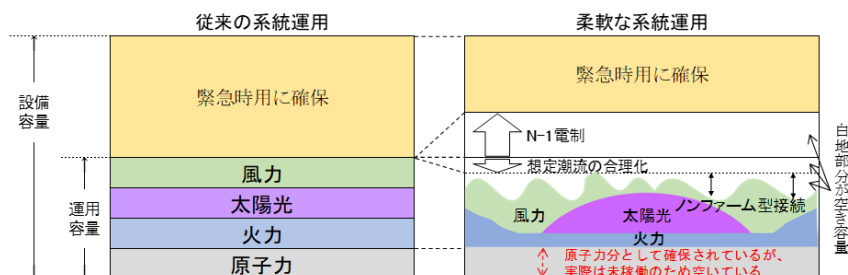 従来の系統運用
柔軟な系統運用
設備
容量
緊急時用に確保
運用
容量
風力
太陽光
火力
原子力
緊急時用に確保
N-1電制
想定潮流の合理化
ノンファーム型接続
風力
太陽光
火力
原子力分として確保されているが、
実際は未稼働のため空いている
白地部分が空き容量